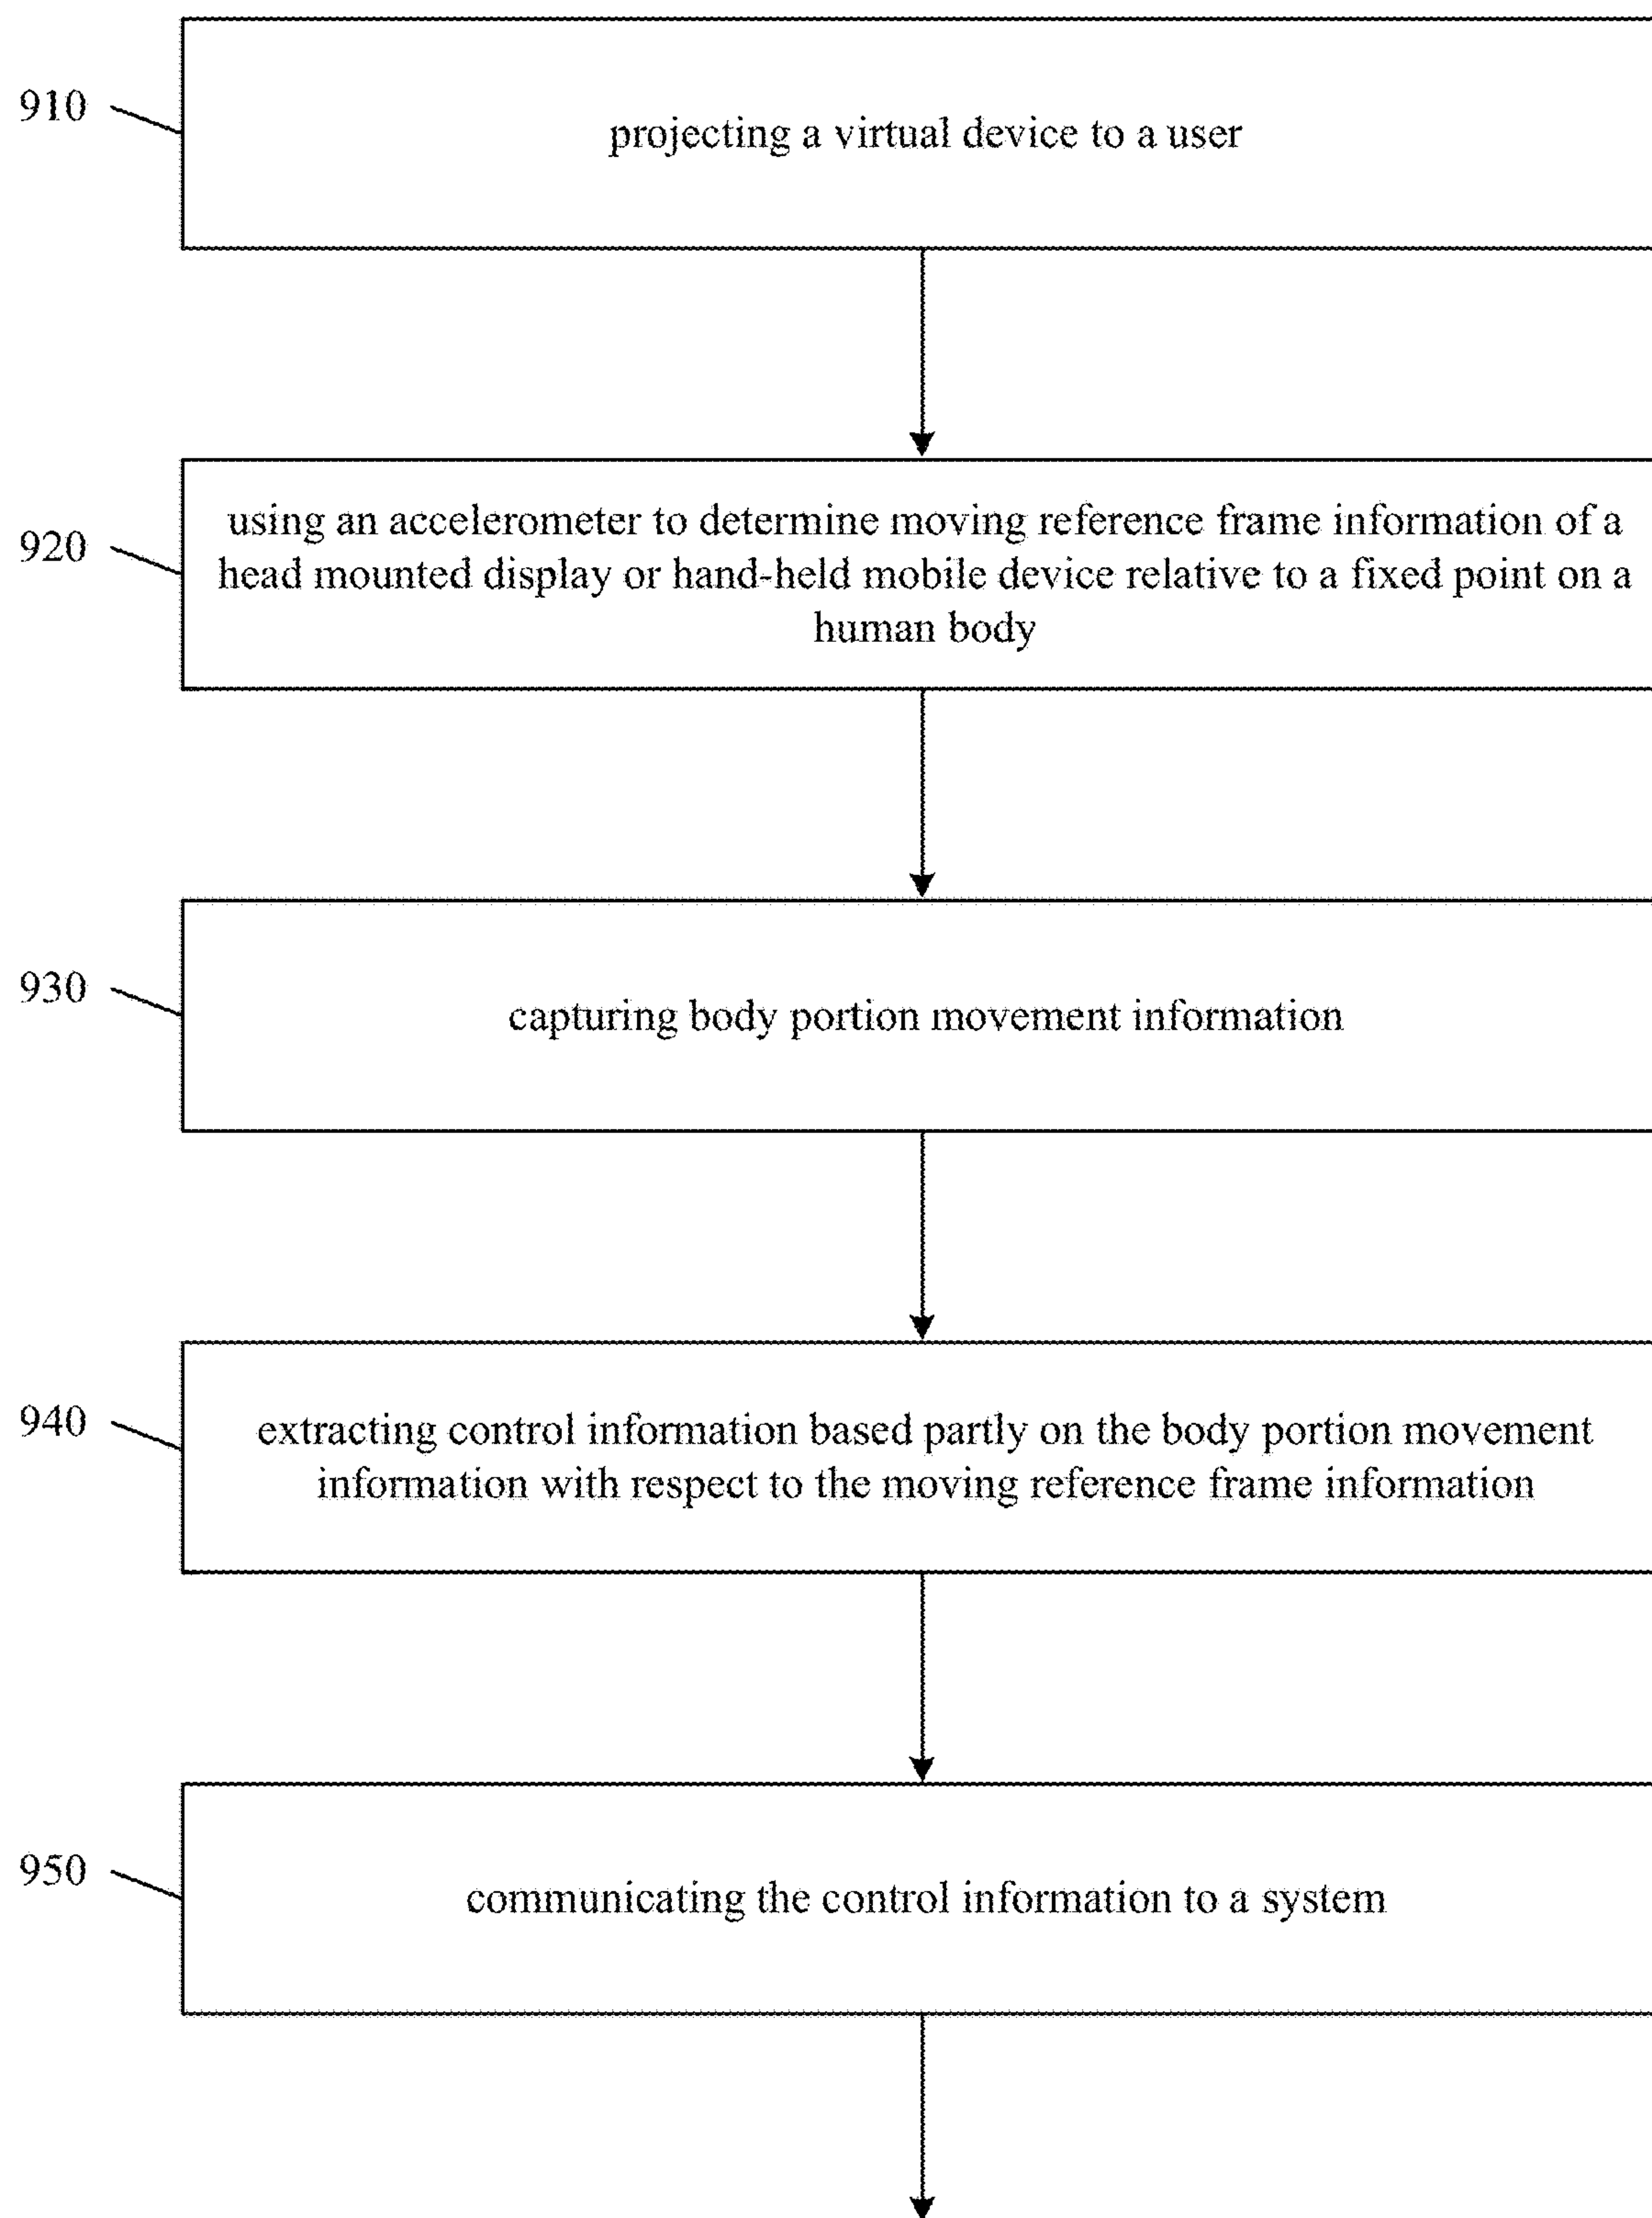 910
projecting a virtual device to a user
920
using an accelerometer to determine moving reference frame information of a
head mounted display or hand-held mobile device relative to a fixed point on a
human body
930
capturing body portion movement information
940
extracting control information based partly on the body portion movement
information with respect to the moving reference frame information
950
communicating the control information to a system